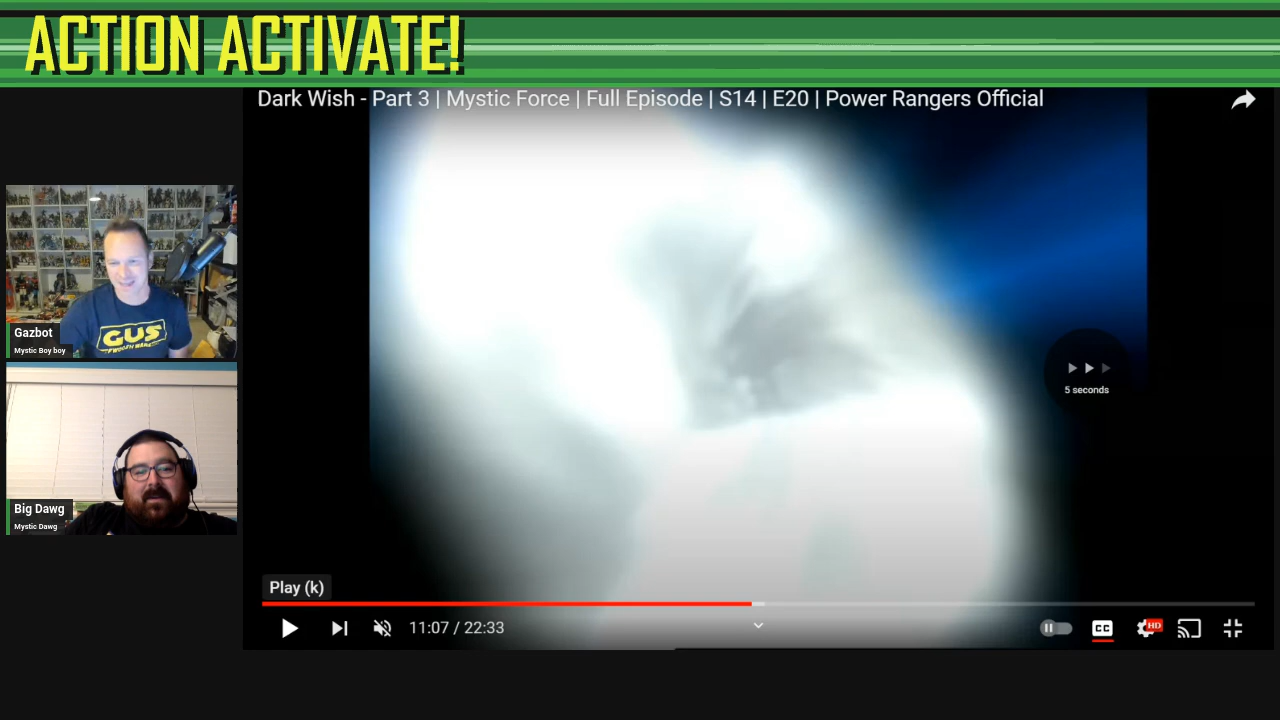 ACTION ACTIVATE!
Dark Wish - Part 3 | Mystic Force | Full Episode | S14 | E20 | Power Rangers Official
GUS
Gazbot
Mystic Boy boy
5 seconds
Big Dawg
Mystic Dawg
Play (k)
11:07 / 22:33
CC
HD